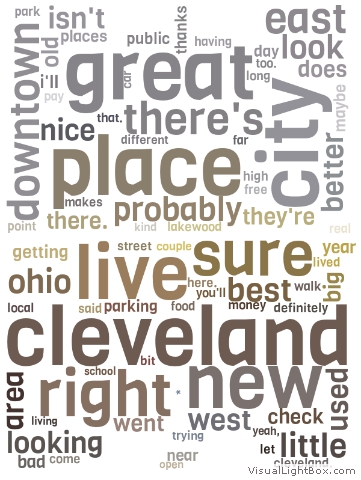 park
isn't
thanks
east
old
places
public
having
look
i'll
great
day
too.
does
pay
car
long
downtown
that.
there's
city
maybe
nice
different
far
better
place
high
free
makes
there.
probably
they're
point
kind
lakewood
real
getting
street
couple
sure
year
ohio
live
here.
lived
you'll
best
walk.
big
local
said
parking
food
money
definitely
cleveland
bit
area
school
right
*
new
used
living
went
west
check
looking
trying
yeah,
little
bad
come
near
let
open
cleveland.
VisualLightBox.com